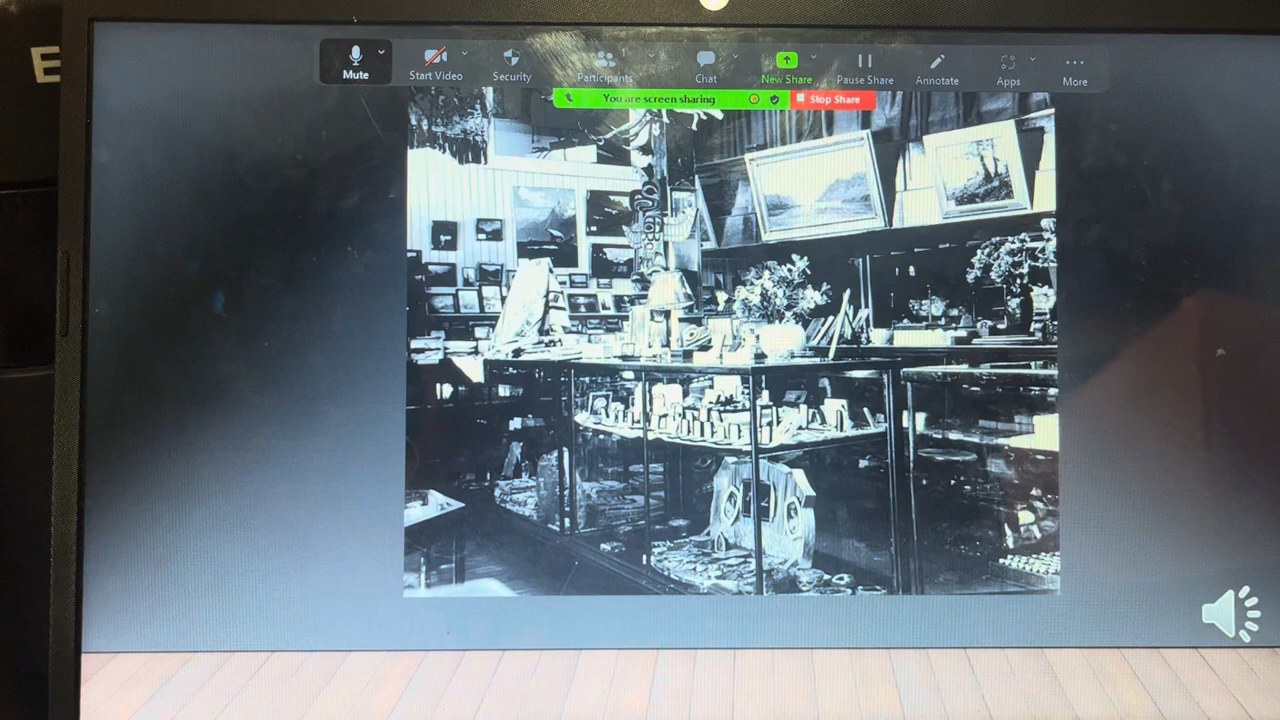 E
Mute
Start Video
Security
Participants
1
Chat
New Share
Pause Share
Annotate
Apps
More
You are screen sharing
Stop Share